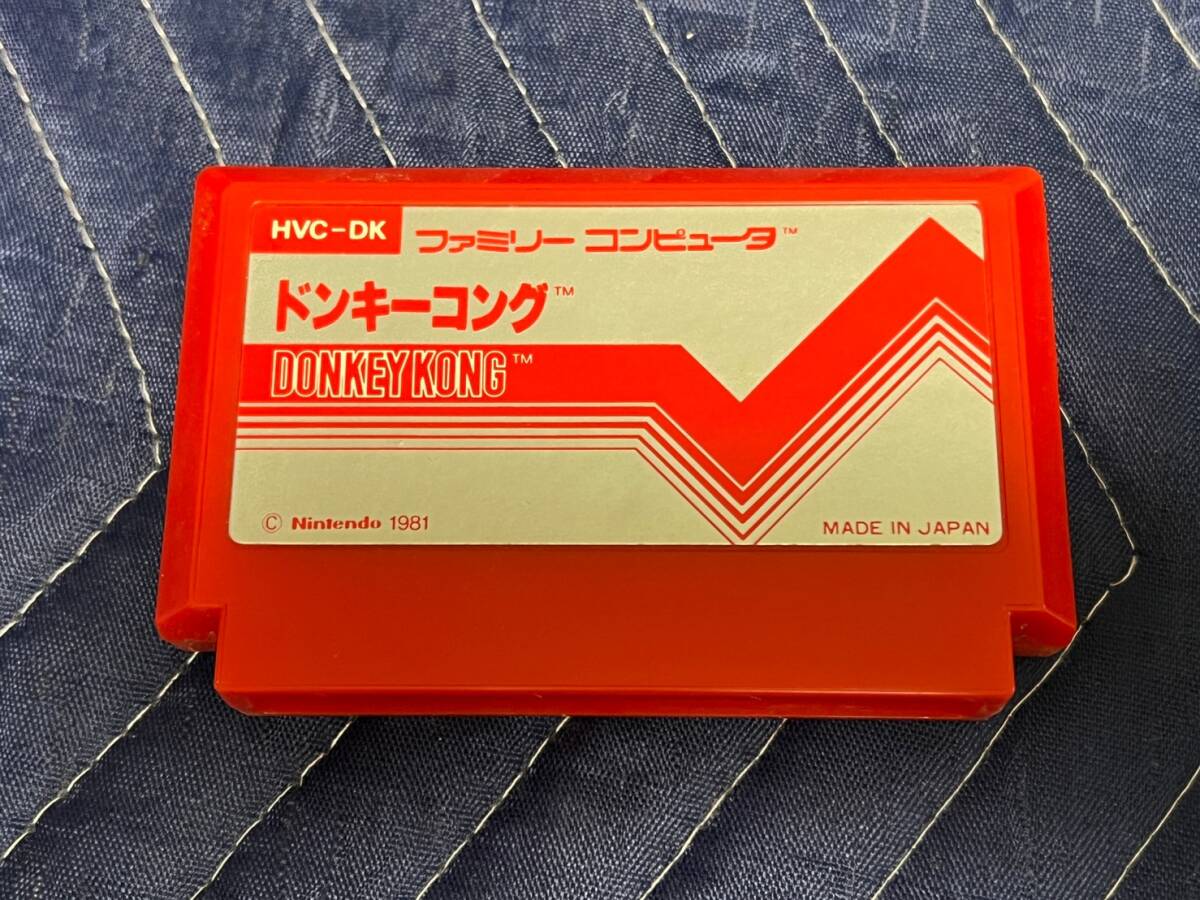 HVC-DK ファミリー コンピュータ™
ドンキーコング™
DONKEY KONG™
© Nintendo 1981
MADE IN JAPAN